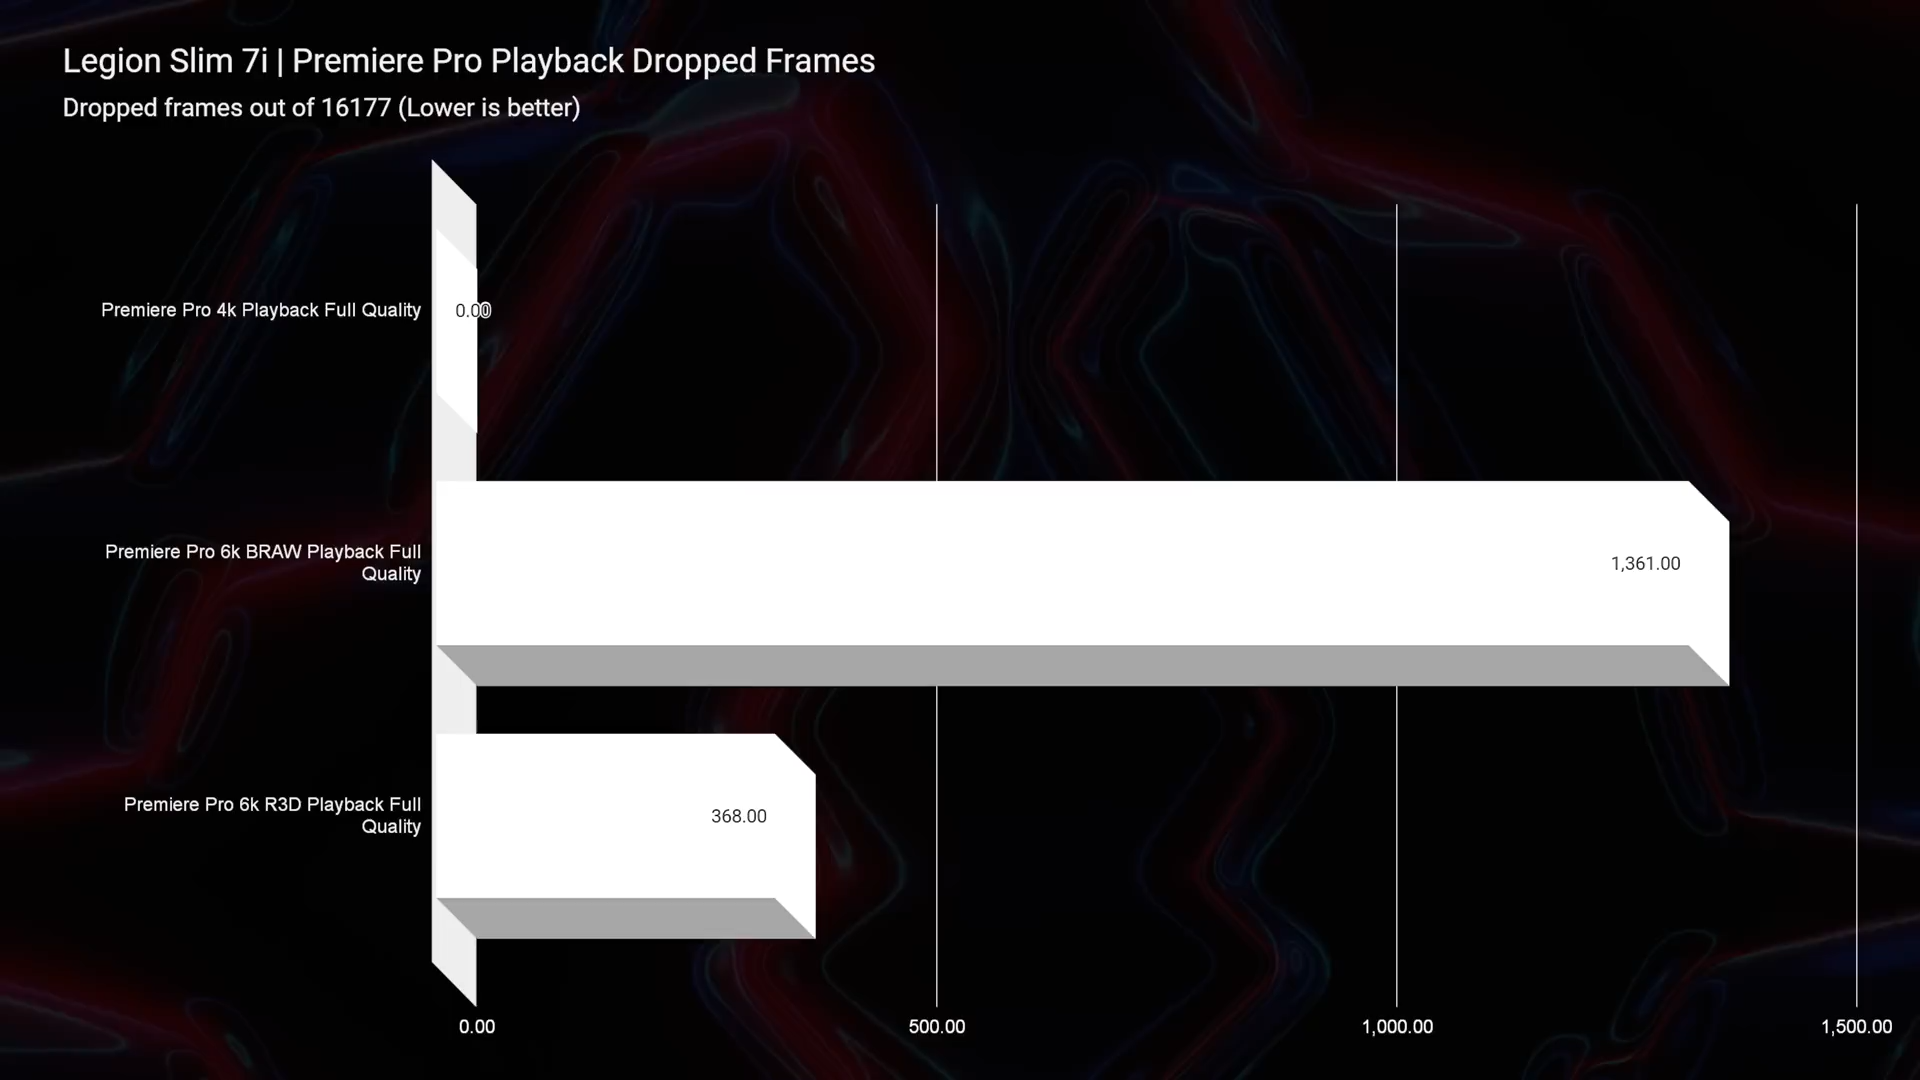 Legion Slim 7i | Premiere Pro Playback Dropped Frames
Dropped frames out of 16177 (Lower is better)
Premiere Pro 4k Playback Full Quality
0.00
Premiere Pro 6k BRAW Playback Full
Quality
1,361.00
Premiere Pro 6k R3D Playback Full
Quality
368.00
0.00
500.00
1,000.00
1,500.00